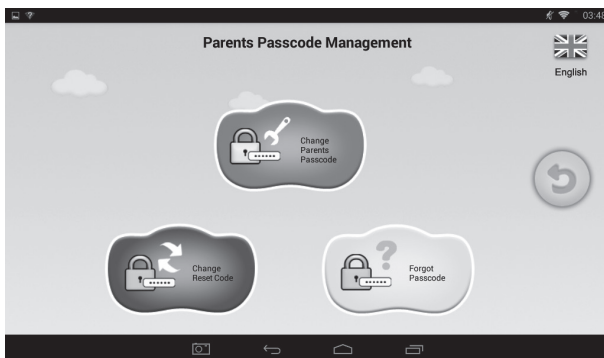 03:48
Parents Passcode Management
English
Change
Parents
Passcode
Change
Reset Code
Forgot
Passcode